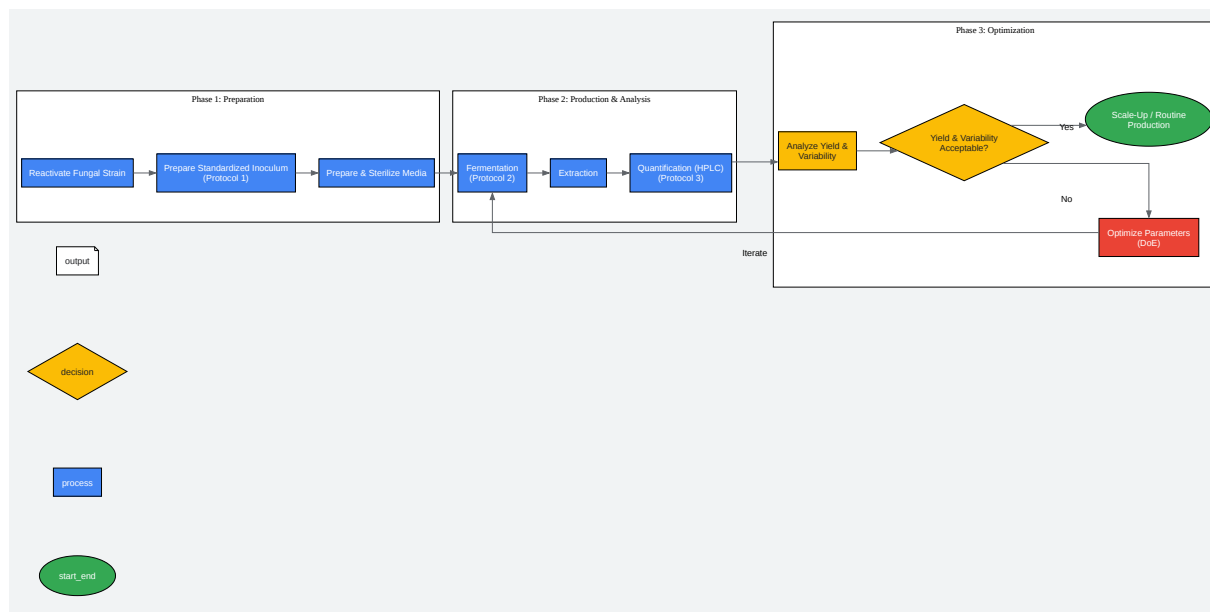 Phase 1: Preparation
Reactivate Fungal Strain
Prepare Standardized Inoculum
(Protocol 1)
Prepare & Sterilize Media
Phase 2: Production & Analysis
Fermentation
(Protocol 2)
Extraction
Quantification (HPLC)
(Protocol 3)
Phase 3: Optimization
Analyze Yield &
Variability
Yield & Variability
Acceptable?
Yes
Scale-Up / Routine
Production
No
Optimize Parameters
(DoE)
Iterate
output
decision
process
start_end